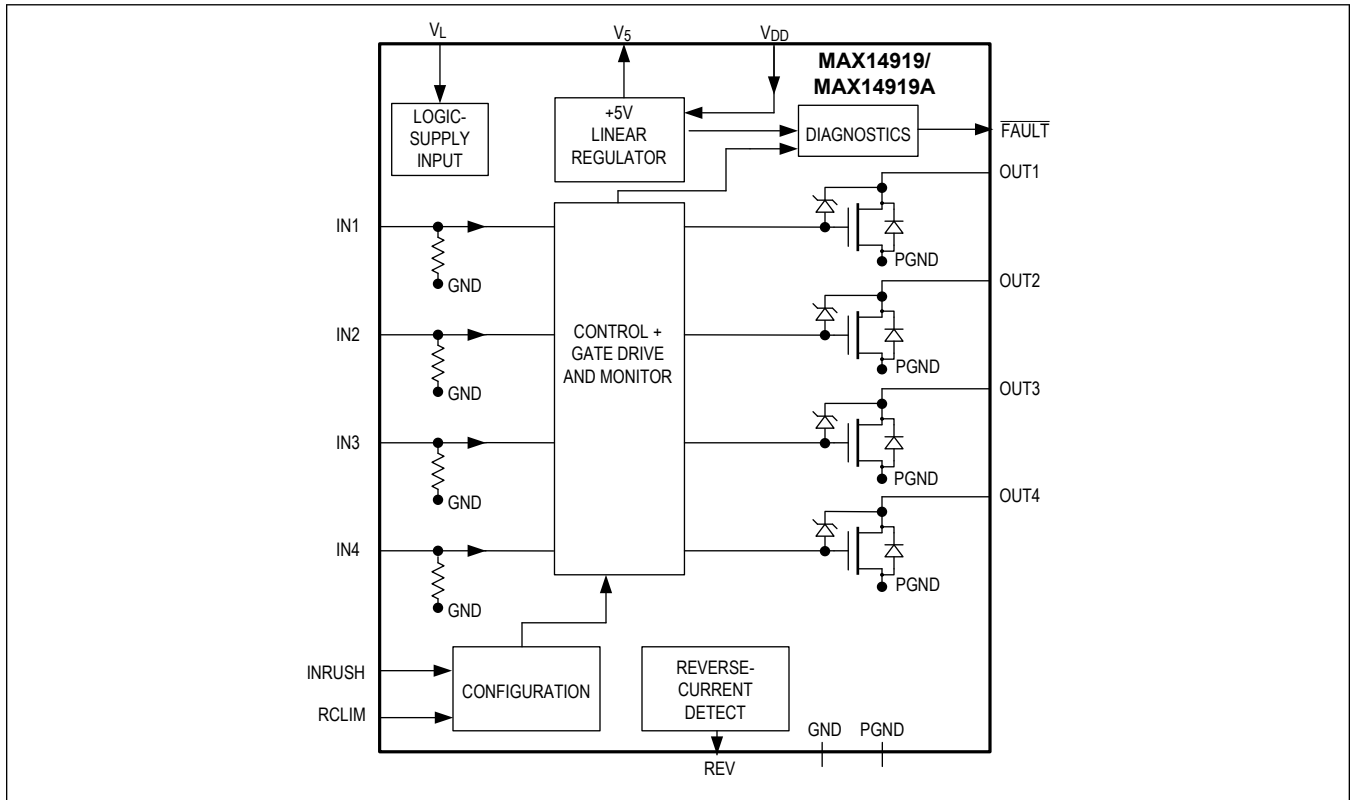 VL
V5
VDD
MAX14919/
MAX14919A
LOGIC-
SUPPLY
INPUT
+5V
LINEAR
REGULATOR
DIAGNOSTICS
FAULT
OUT1
IN1
GND
PGND
OUT2
IN2
GND
CONTROL +
GATE DRIVE
AND MONITOR
PGND
OUT3
IN3
GND
PGND
OUT4
IN4
GND
PGND
INRUSH
RCLIM
CONFIGURATION
REVERSE-
CURRENT
DETECT
GND
PGND
REV